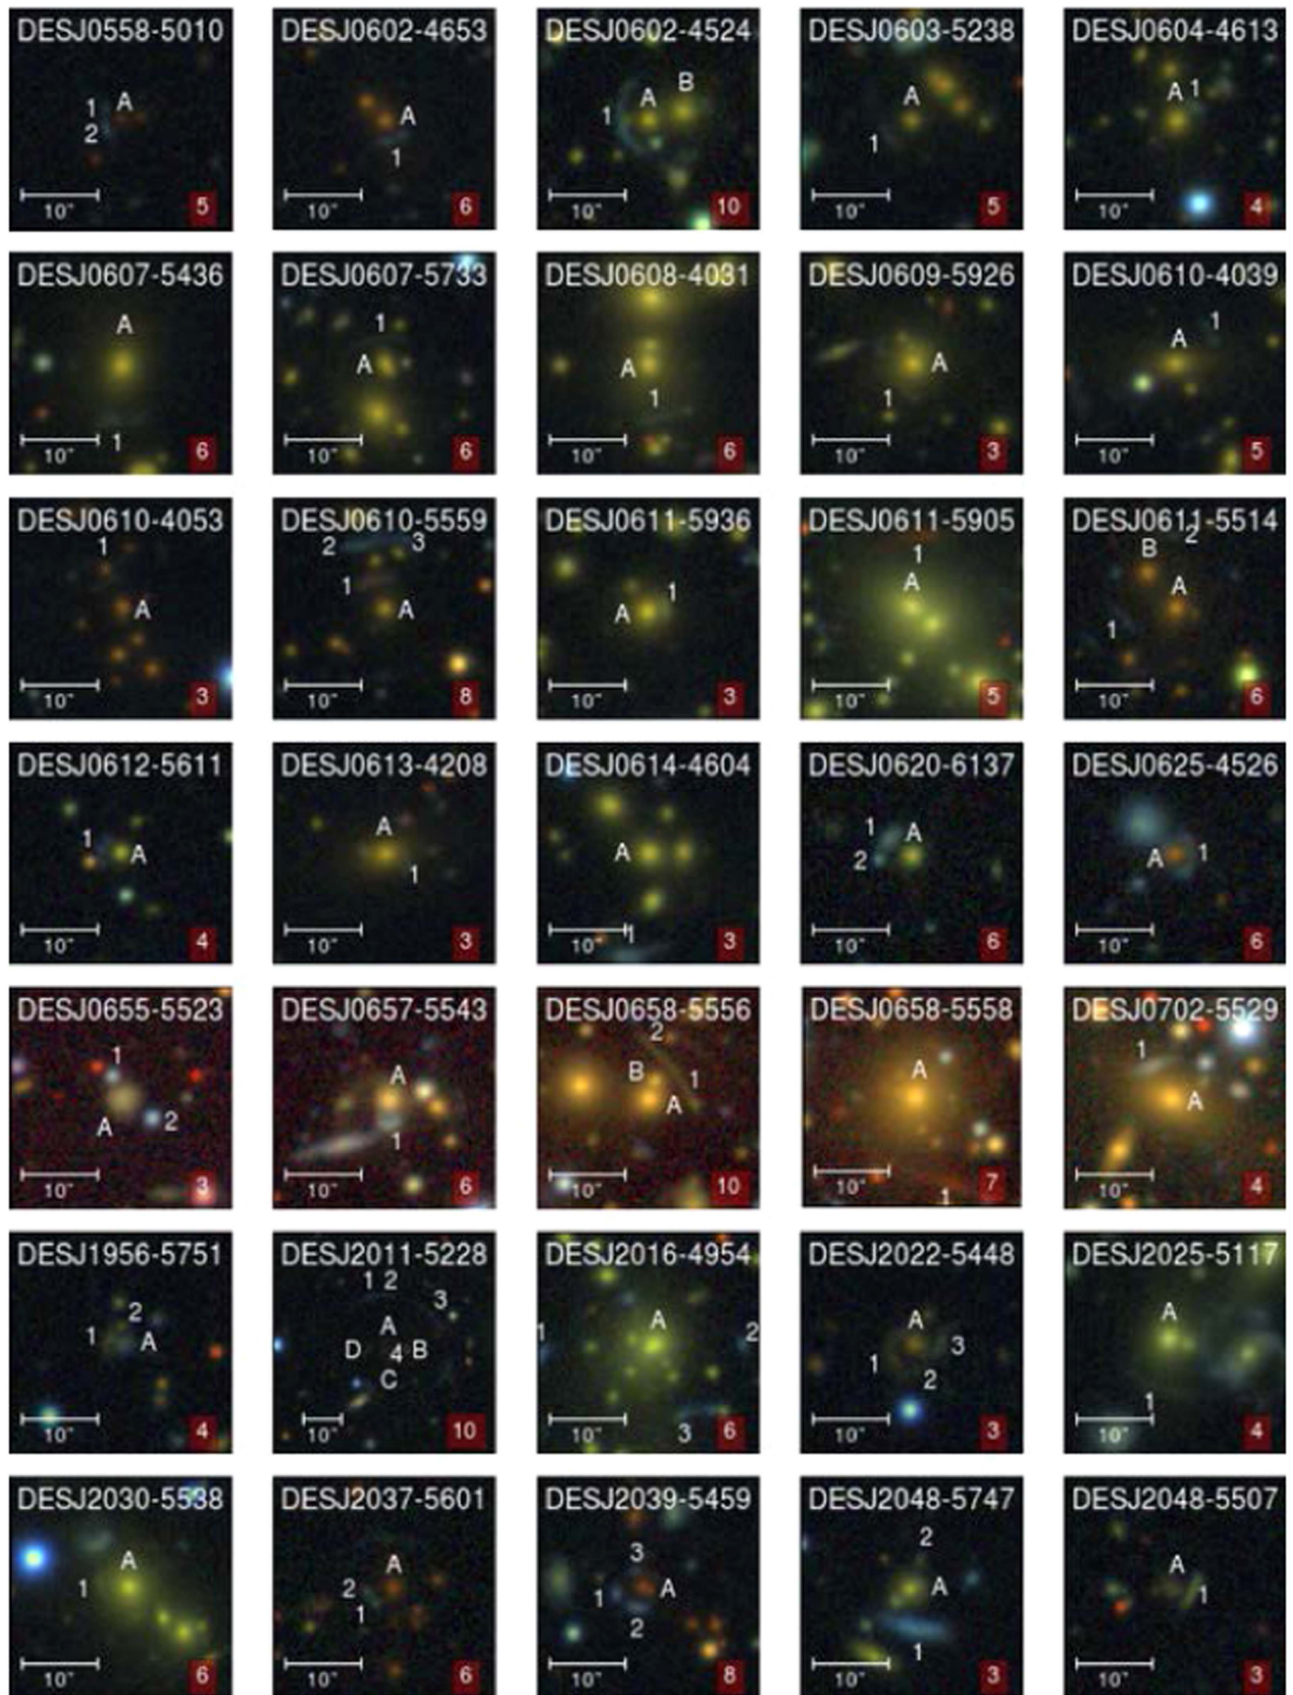 DESJ0558-5010 DESJ0602-4653 DESJ0602-4524 DESJ0603-5238 DESJ0604-4613
1 A A A B A A 1
2 1 1 1
10" 5 10" 6 10" 10 10" 5 10" 4
DESJ0607-5436 DESJ0607-5733 DESJ0608-4031 DESJ0609-5926 DESJ0610-4039
A 1 A A 1
1 A 1 1 A
10" 6 10" 6 10" 6 10" 3 10" 5
DESJ0610-4053 DESJ0610-5559 DESJ0611-5936 DESJ0611-5905 DESJ0611-5514
1 2 3 1 1 B 2
A 1 A A A A 1
10" 3 10" 8 10" 3 10" 5 10" 6
DESJ0612-5611 DESJ0613-4208 DESJ0614-4604 DESJ0620-6137 DESJ0625-4526
1 A A A 1 A A 1
1 1 2
10" 4 10" 3 10" 3 10" 6 10" 6
DESJ0655-5523 DESJ0657-5543 DESJ0658-5556 DESJ0658-5558 DESJ0702-5529
1 A 2 A 1
A 2 1 B 1 A 1 A
10" 3 10" 6 10" 10 10" 7 10" 4
DESJ1956-5751 DESJ2011-5228 DESJ2016-4954 DESJ2022-5448 DESJ2025-5117
2 1 2 3 A A A
1 A A D 4 B C 1 2 3 1 2 3 1
10" 4 10" 10 10" 6 10" 3 10" 4
DESJ2030-5538 DESJ2037-5601 DESJ2039-5459 DESJ2048-5747 DESJ2048-5507
A A 3 2 A
1 2 1 1 A 2 A 1 1
10" 6 10" 6 10" 8 10" 3 10" 3